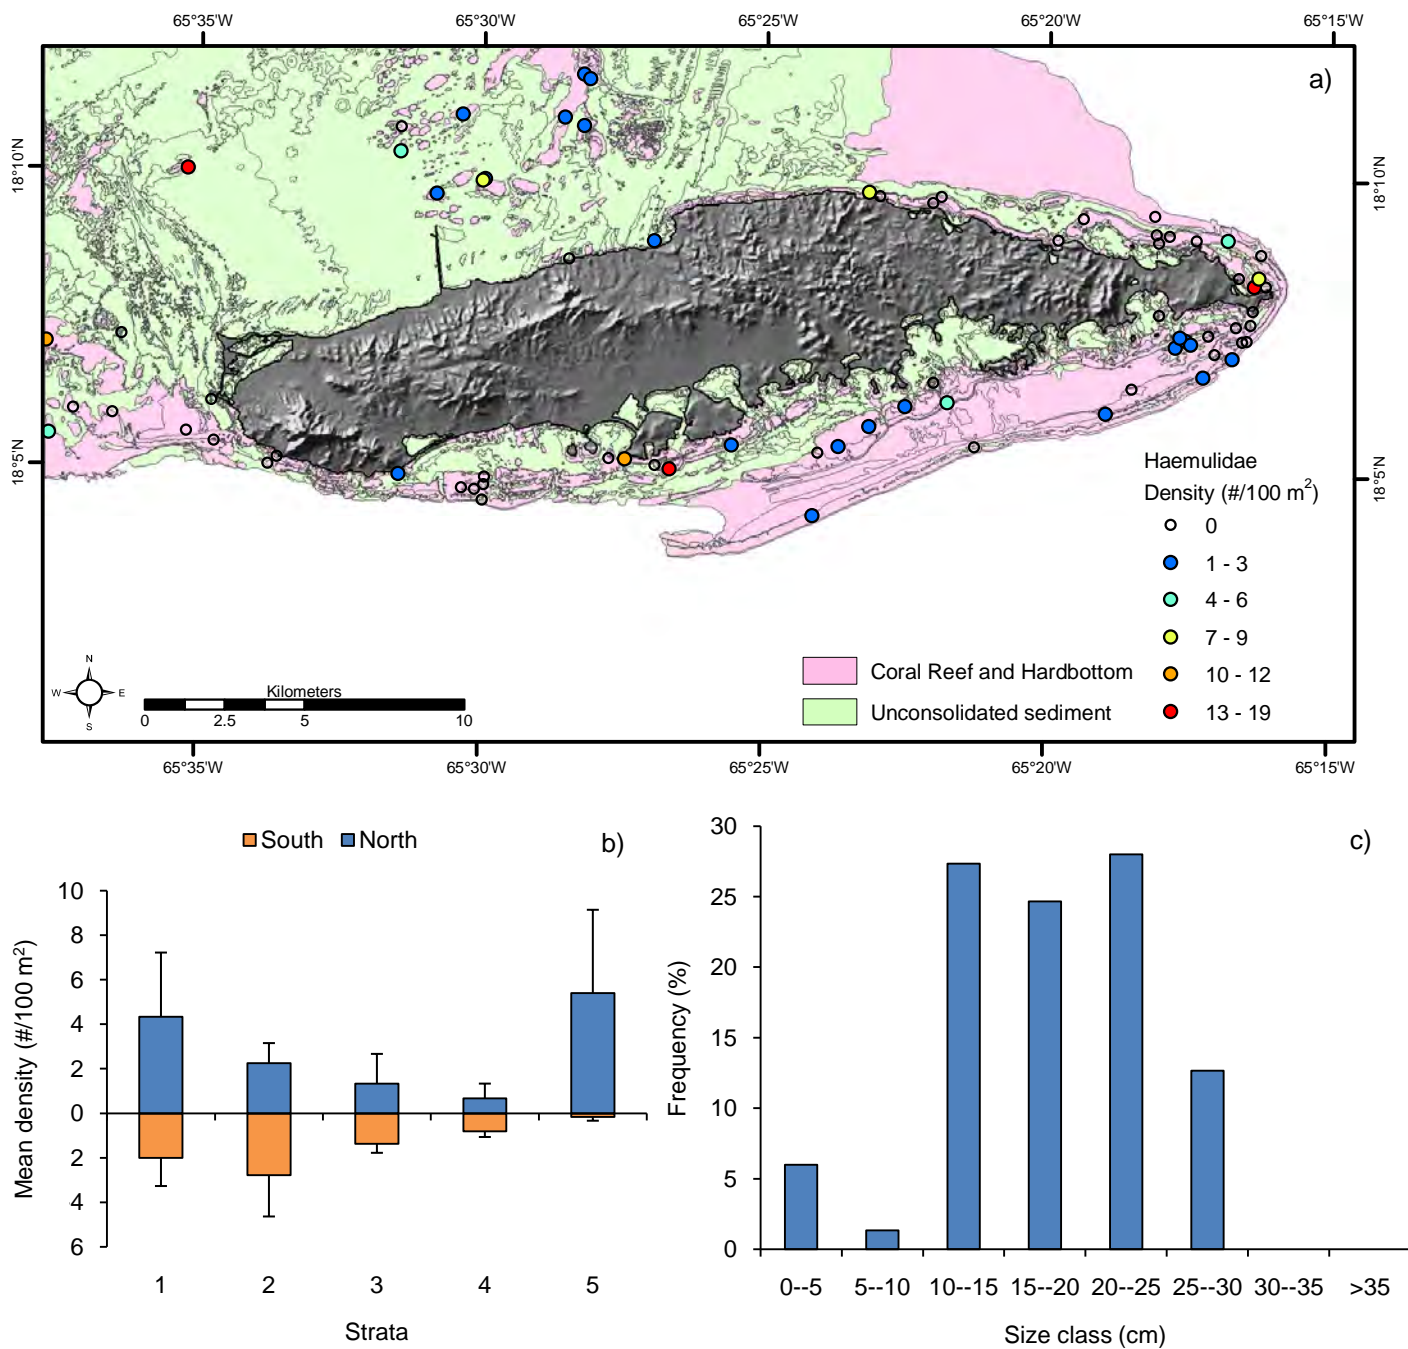 65°35'W 65°30'W 65°25'W 65°20'W 65°15'W
a)
18°10'N 18°10'N
18°5'N 18°5'N
Haemulidae
Density (#/100 m²)
0
1 - 3
4 - 6
7 - 9
10 - 12
13 - 19
Coral Reef and Hardbottom
Unconsolidated sediment
N
W E
S
Kilometers
0 2.5 5 10
65°35'W 65°30'W 65°25'W 65°20'W 65°15'W
South North b)
Mean density (#/100 m²)
10
8
6
4
2
0
2
4
6
1 2 3 4 5
Strata
c)
Frequency (%)
30
25
20
15
10
5
0
0--5 5--10 10--15 15--20 20--25 25--30 30--35 >35
Size class (cm)